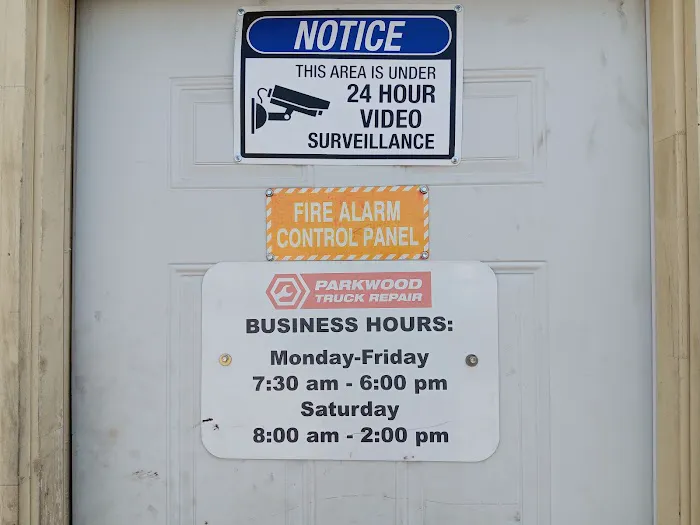 NOTICE
THIS AREA IS UNDER
24 HOUR
VIDEO
SURVEILLANCE
FIRE ALARM
CONTROL PANEL
PARKWOOD
TRUCK REPAIR
BUSINESS HOURS:
Monday-Friday
7:30 am - 6:00 pm
Saturday
8:00 am - 2:00 pm